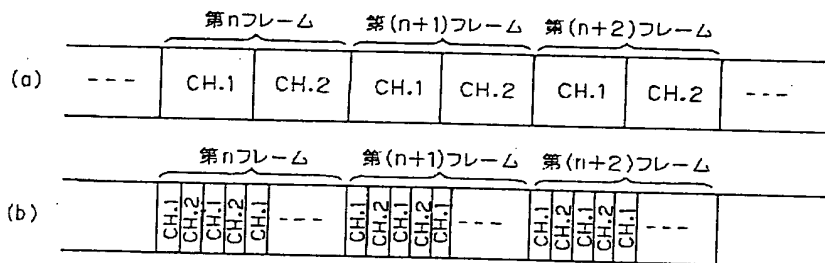 第nフレーム 第(n+1)フレーム 第(n+2)フレーム
(a) --- CH.1 CH.2 CH.1 CH.2 CH.1 CH.2 ---
第nフレーム 第(n+1)フレーム 第(n+2)フレーム
(b) CH.1 CH.2 CH.1 CH.2 CH.1 --- CH.1 CH.2 CH.1 CH.2 CH.1 --- CH.1 CH.2 CH.1 CH.2 CH.1 ---